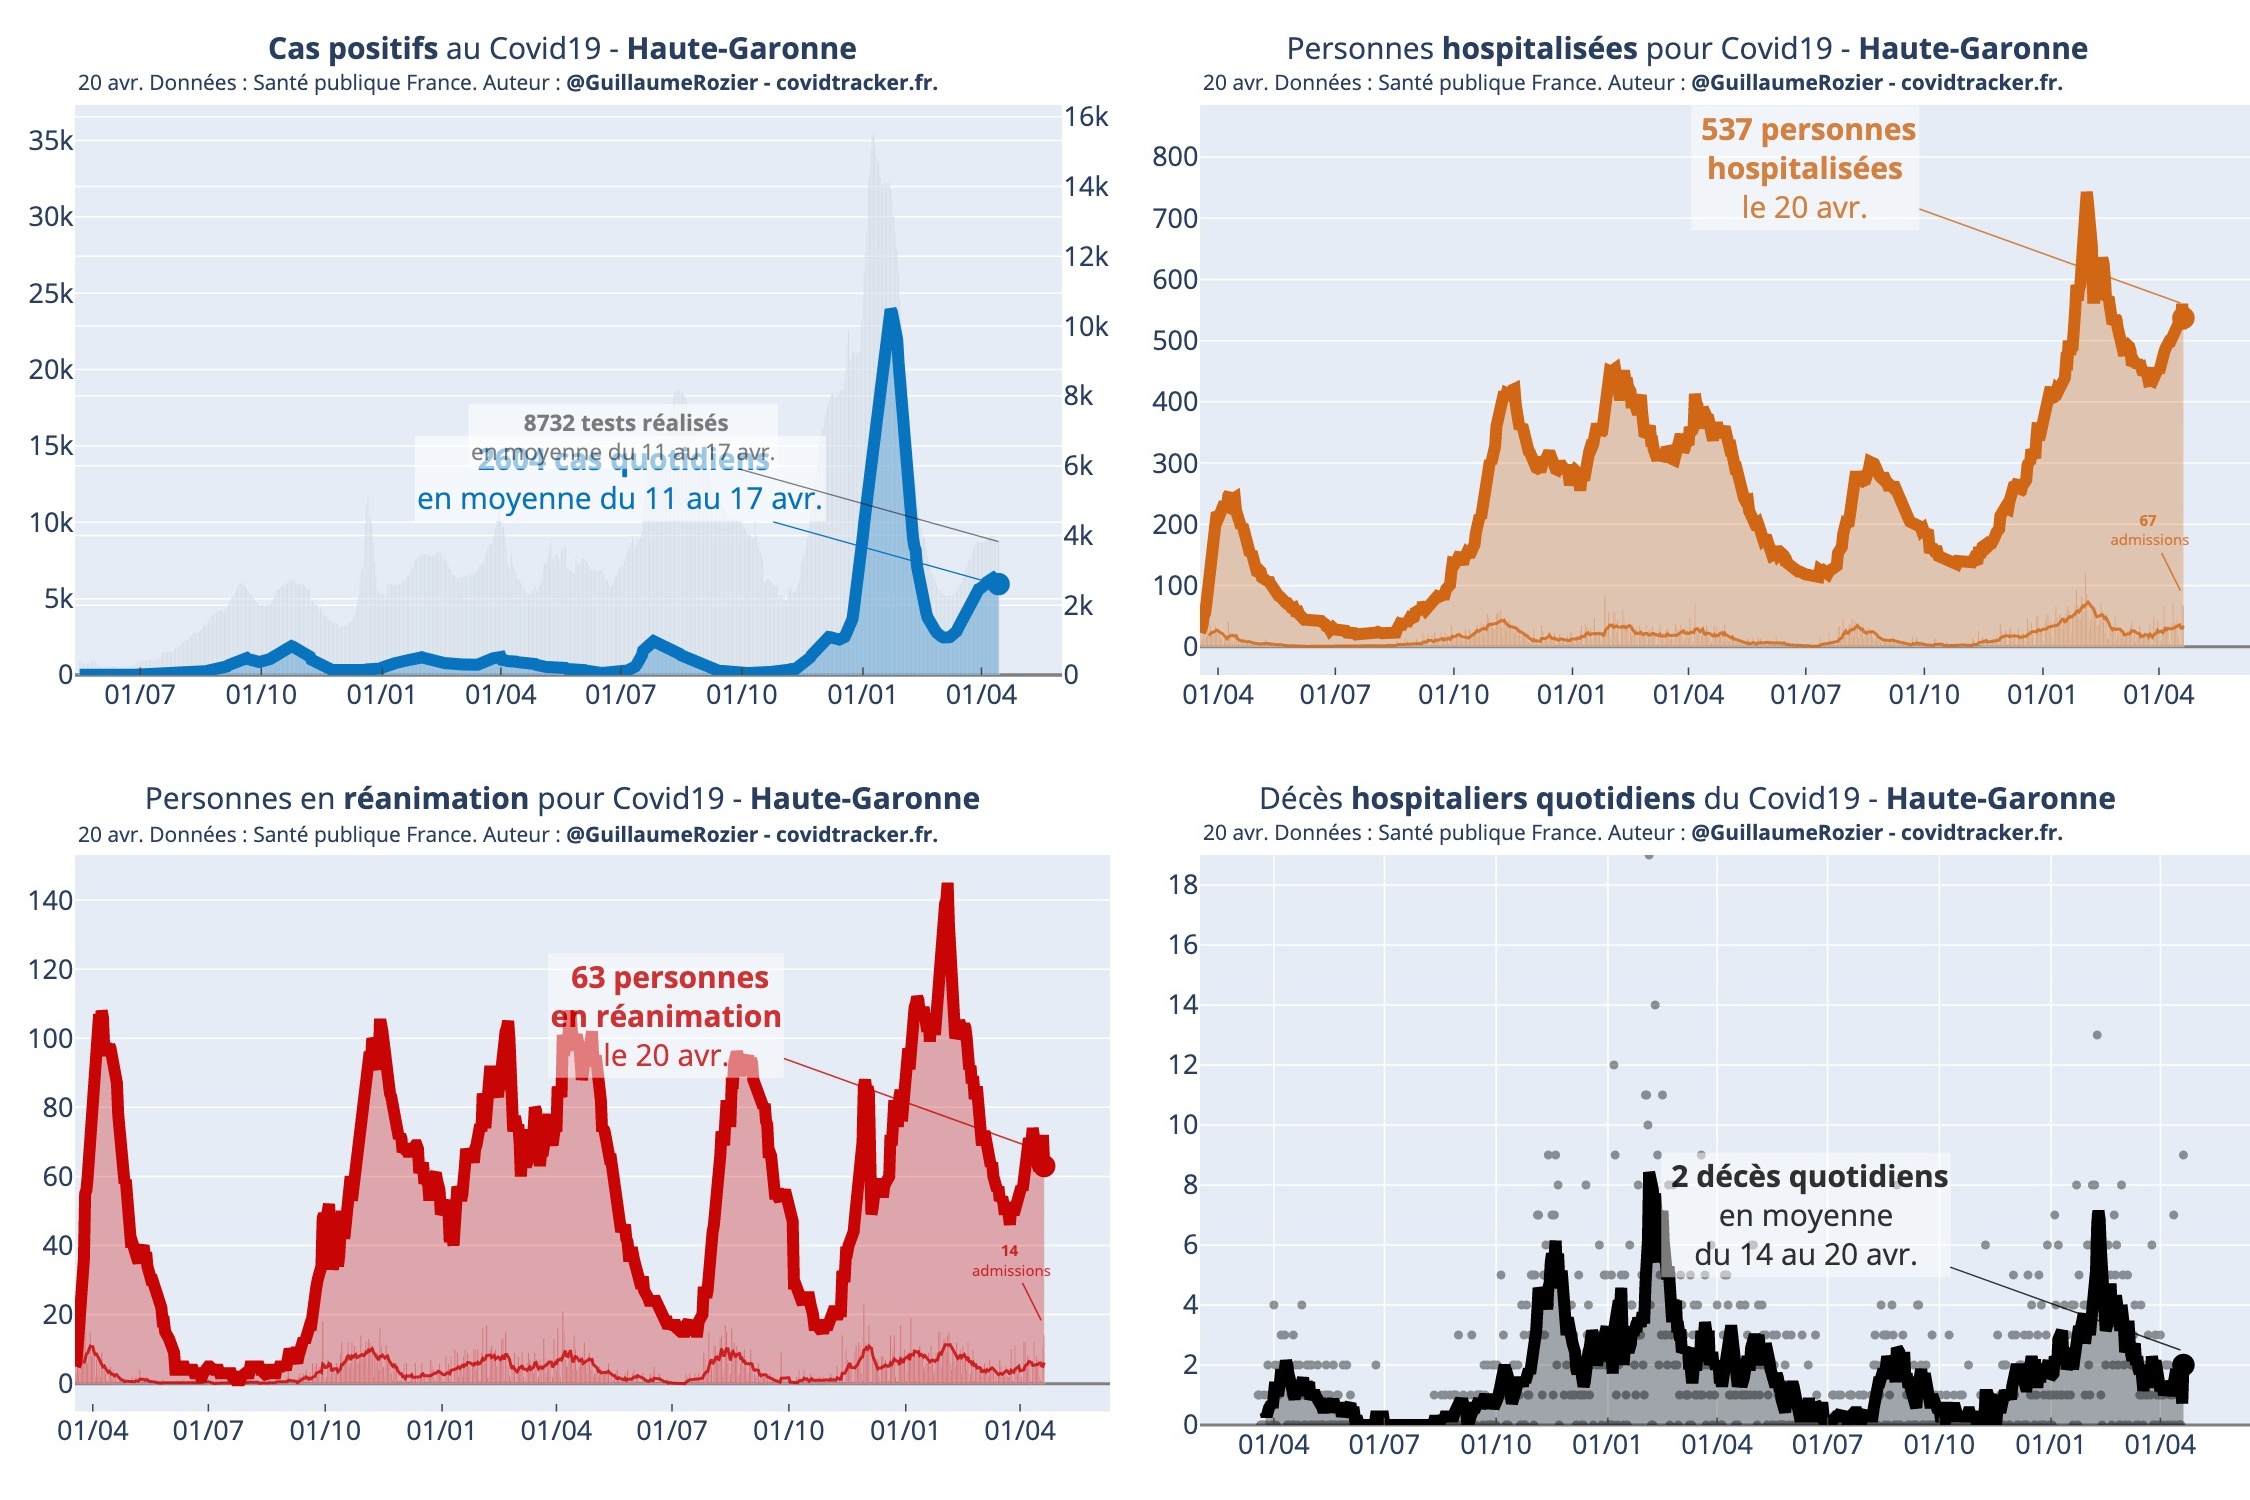 Cas positifs au Covid19 - Haute-Garonne
20 avr. Données : Santé publique France. Auteur : @GuillaumeRozier - covidtracker.fr.
35k
30k
25k
20k
15k
10k
5k
0
16k
14k
12k
10k
8k
6k
4k
2k
0
8732 tests réalisés
en moyenne du 11 au 17 avr.
2604 cas quotidiens
en moyenne du 11 au 17 avr.
01/07 01/10 01/01 01/04 01/07 01/10 01/01 01/04
Personnes hospitalisées pour Covid19 - Haute-Garonne
20 avr. Données : Santé publique France. Auteur : @GuillaumeRozier - covidtracker.fr.
800
700
600
500
400
300
200
100
0
537 personnes
hospitalisées
le 20 avr.
67
admissions
01/04 01/07 01/10 01/01 01/04 01/07 01/10 01/01 01/04
Personnes en réanimation pour Covid19 - Haute-Garonne
20 avr. Données : Santé publique France. Auteur : @GuillaumeRozier - covidtracker.fr.
140
120
100
80
60
40
20
0
63 personnes
en réanimation
le 20 avr.
14
admissions
01/04 01/07 01/10 01/01 01/04 01/07 01/10 01/01 01/04
Décès hospitaliers quotidiens du Covid19 - Haute-Garonne
20 avr. Données : Santé publique France. Auteur : @GuillaumeRozier - covidtracker.fr.
18
16
14
12
10
8
6
4
2
0
2 décès quotidiens
en moyenne
du 14 au 20 avr.
01/04 01/07 01/10 01/01 01/04 01/07 01/10 01/01 01/04